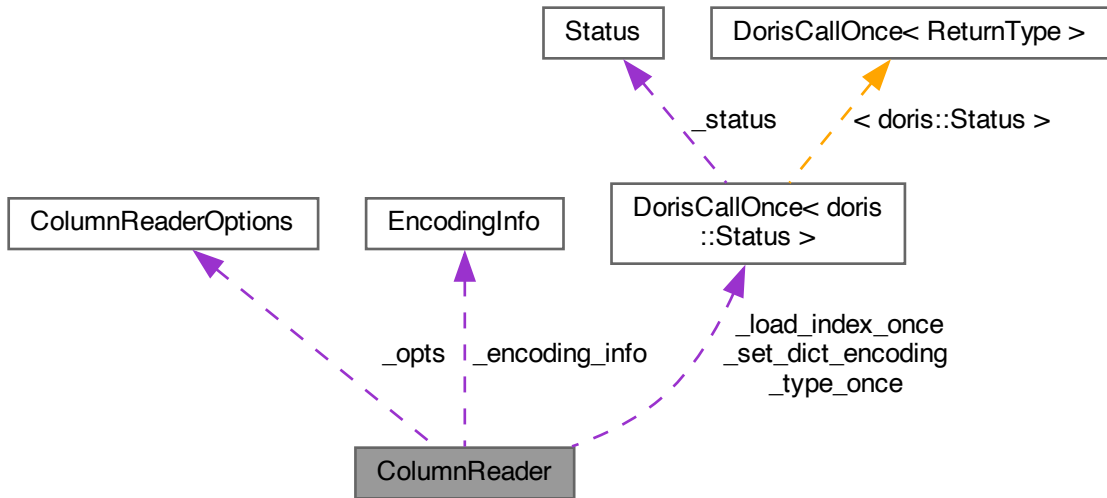 Status
DorisCallOnce< ReturnType >
_status
< doris::Status >
ColumnReaderOptions
EncodingInfo
DorisCallOnce< doris
::Status >
_opts
_encoding_info
_load_index_once
_set_dict_encoding
_type_once
ColumnReader